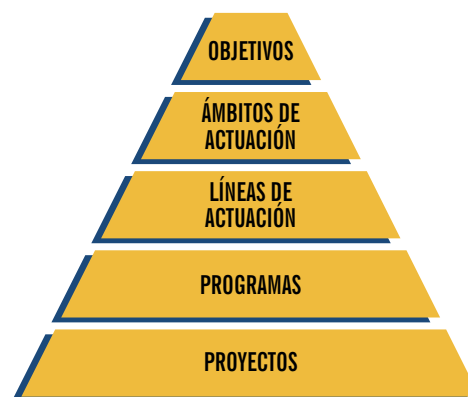 OBJETIVOS
ÁMBITOS DE
ACTUACIÓN
LÍNEAS DE
ACTUACIÓN
PROGRAMAS
PROYECTOS